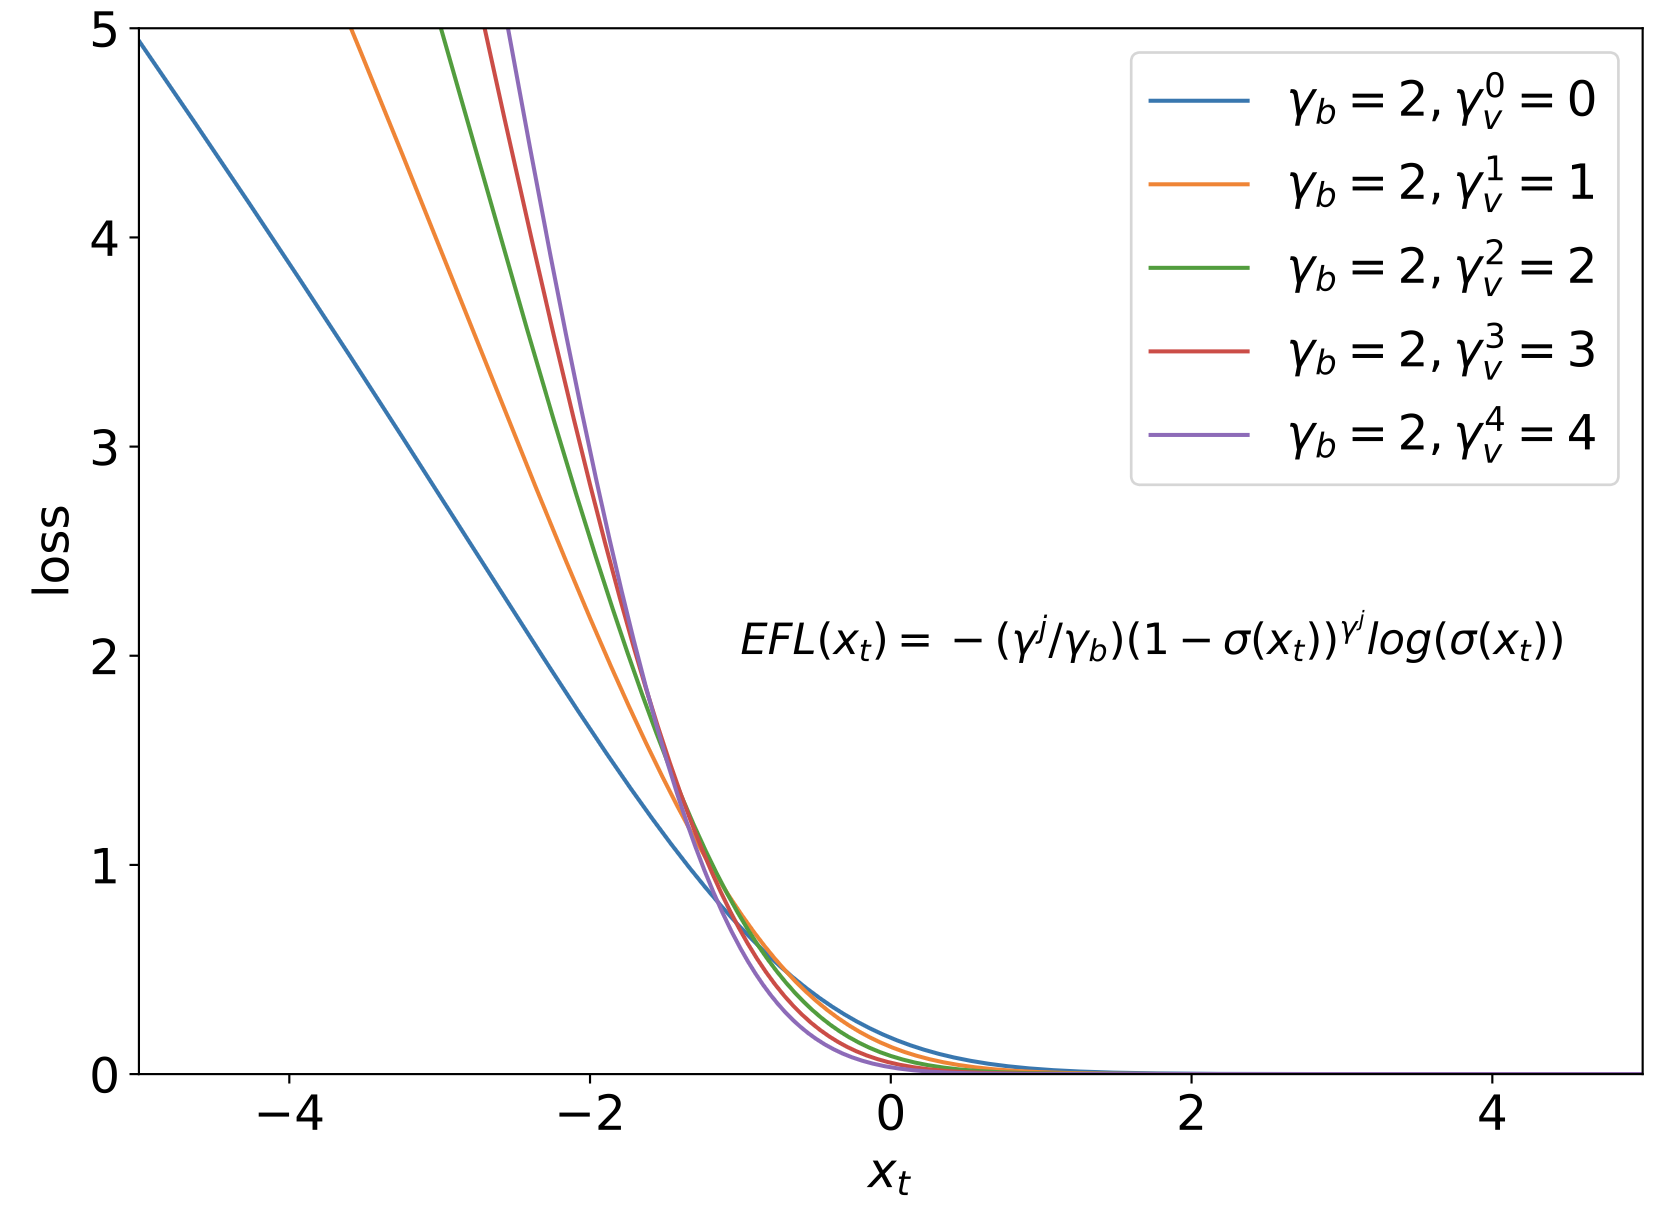 5
4
3
2
1
0
loss
−4
−2
0
2
4
x_t
γ_b = 2, γ_v^0 = 0
γ_b = 2, γ_v^1 = 1
γ_b = 2, γ_v^2 = 2
γ_b = 2, γ_v^3 = 3
γ_b = 2, γ_v^4 = 4
EFL(x_t) = −(γ^j/γ_b)(1 − σ(x_t))^{γ^j}log(σ(x_t))